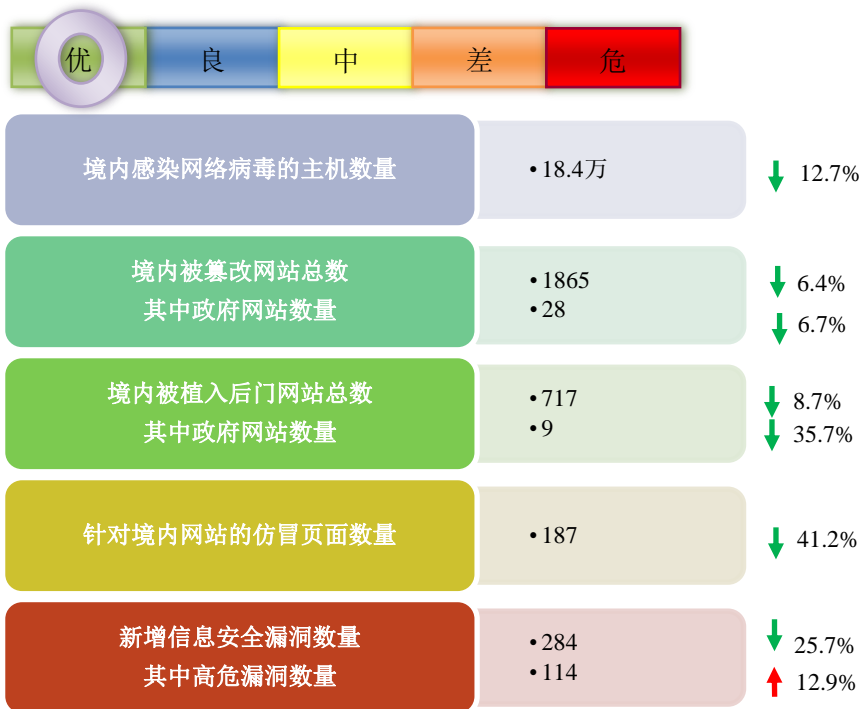 优 良 中 差 危
境内感染网络病毒的主机数量 •18.4万 12.7%
境内被篡改网站总数 •1865 6.4%
其中政府网站数量 •28 6.7%
境内被植入后门网站总数 •717 8.7%
其中政府网站数量 •9 35.7%
针对境内网站的仿冒页面数量 •187 41.2%
新增信息安全漏洞数量 •284 25.7%
其中高危漏洞数量 •114 12.9%